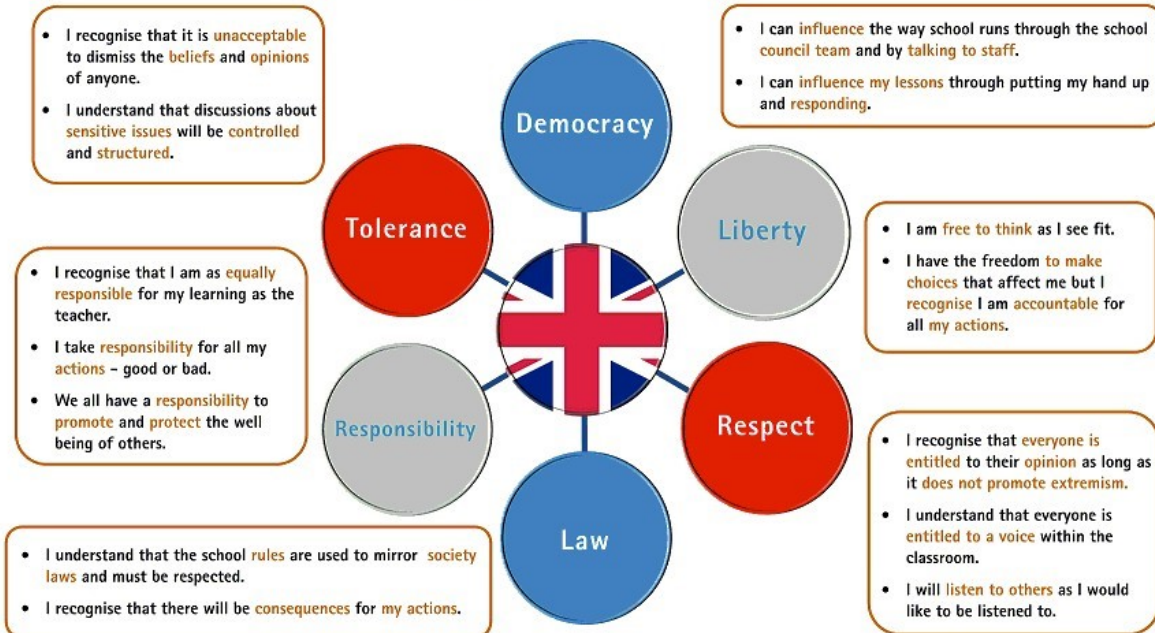 • I recognise that it is unacceptable
to dismiss the beliefs and opinions
of anyone.
• I understand that discussions about
sensitive issues will be controlled
and structured.
• I can influence the way school runs through the school
council team and by talking to staff.
• I can influence my lessons through putting my hand up
and responding.
Democracy
Tolerance
Liberty
• I am free to think as I see fit.
• I have the freedom to make
choices that affect me but I
recognise I am accountable for
all my actions.
• I recognise that I am as equally
responsible for my learning as the
teacher.
• I take responsibility for all my
actions – good or bad.
• We all have a responsibility to
promote and protect the well
being of others.
Responsibility
Respect
Law
• I recognise that everyone is
entitled to their opinion as long as
it does not promote extremism.
• I understand that everyone is
entitled to a voice within the
classroom.
• I will listen to others as I would
like to be listened to.
• I understand that the school rules are used to mirror society
laws and must be respected.
• I recognise that there will be consequences for my actions.